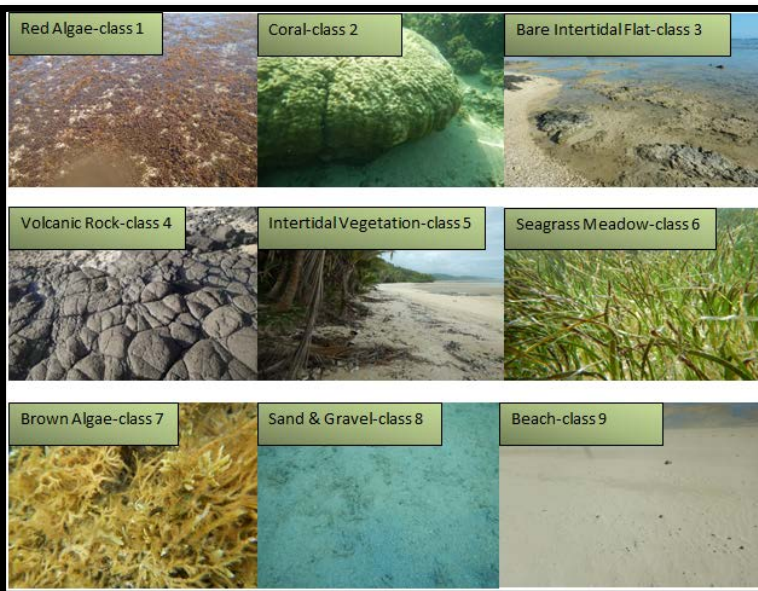 Red Algae-class 1
Coral-class 2
Bare Intertidal Flat-class 3
Volcanic Rock-class 4
Intertidal Vegetation-class 5
Seagrass Meadow-class 6
Brown Algae-class 7
Sand & Gravel-class 8
Beach-class 9